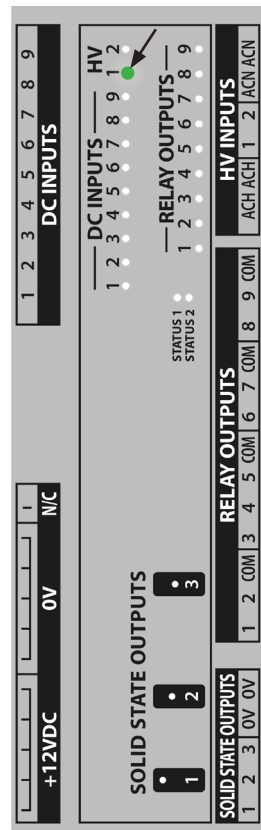 1 2 3 4 5 6 7 8 9
+12VDC 0V N/C DC INPUTS
DC INPUTS HV
1 2 3 4 5 6 7 8 9 1 2
SOLID STATE OUTPUTS
1 2 3
STATUS 1
STATUS 2
RELAY OUTPUTS
1 2 3 4 5 6 7 8 9
SOLID STATE OUTPUTS RELAY OUTPUTS HV INPUTS
1 2 3 0V 0V 1 2 COM 3 4 5 COM 6 7 COM 8 9 COM ACH ACH 1 2 ACN ACN